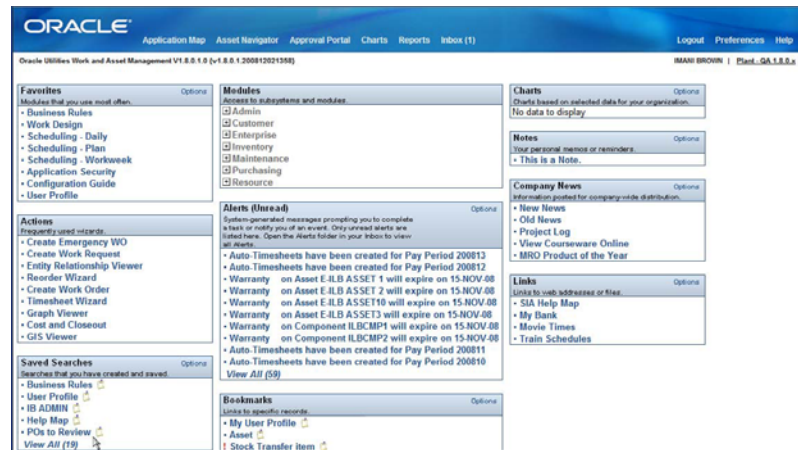 ORACLE
Application Map Asset Navigator Approval Portal Charts Reports Inbox (1) Logout Preferences Help
Oracle Utilities Work and Asset Management V1.8.0.1.0 (v1.8.0.1.200812021358) IMANI BROWN | Plant - QA 1.8.0.x
Favorites Options
Modules that you use most often.
Business Rules
Work Design
Scheduling - Daily
Scheduling - Plan
Scheduling - Workweek
Application Security
Configuration Guide
User Profile
Actions
Frequently used wizards.
Create Emergency WO
Create Work Request
Entity Relationship Viewer
Reorder Wizard
Create Work Order
Timesheet Wizard
Graph Viewer
Cost and Closeout
GIS Viewer
Saved Searches Options
Searches that you have created and saved.
Business Rules
User Profile
IB ADMIN
Help Map
POs to Review
View All (19)
Modules
Access to subsystems and modules.
Admin
Customer
Enterprise
Inventory
Maintenance
Purchasing
Resource
Alerts (Unread) Options
System-generated messages prompting you to complete
a task or notify you of an event. Only unread alerts are
listed here. Open the Alerts folder in your Inbox to view
all Alerts.
Auto-Timesheets have been created for Pay Period 200813
Auto-Timesheets have been created for Pay Period 200812
Warranty on Asset E-ILB ASSET 1 will expire on 15-NOV-08
Warranty on Asset E-ILB ASSET 2 will expire on 15-NOV-08
Warranty on Asset E-ILB ASSET10 will expire on 15-NOV-08
Warranty on Asset E-ILB ASSET3 will expire on 15-NOV-08
Warranty on Component ILBCMP1 will expire on 15-NOV-08
Warranty on Component ILBCMP2 will expire on 15-NOV-08
Auto-Timesheets have been created for Pay Period 200811
Auto-Timesheets have been created for Pay Period 200810
View All (59)
Bookmarks Options
Links to specific records.
My User Profile
Asset
! Stock Transfer item
Charts Options
Charts based on selected data for your organization.
No data to display
Notes Options
Your personal memos or reminders.
This is a Note.
Company News Options
Information posted for company-wide distribution.
New News
Old News
Project Log
View Courseware Online
MRO Product of the Year
Links Options
Links to web addresses or files.
SIA Help Map
My Bank
Movie Times
Train Schedules